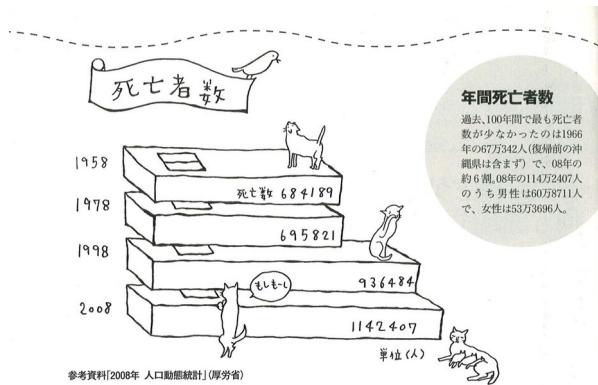 死亡者数
年間死亡者数
過去、100年間で最も死亡者
数が少なかったのは1966
年の67万342人(復帰前の沖
縄県は含まず)で、08年の
約6割。08年の114万2407人
のうち男性は60万8711人
で、女性は53万3696人。
1958
死亡数 684189
1978
695821
1998
936484
もしもーし
2008
1142407
単位(人)
参考資料「2008年 人口動態統計」(厚労省)